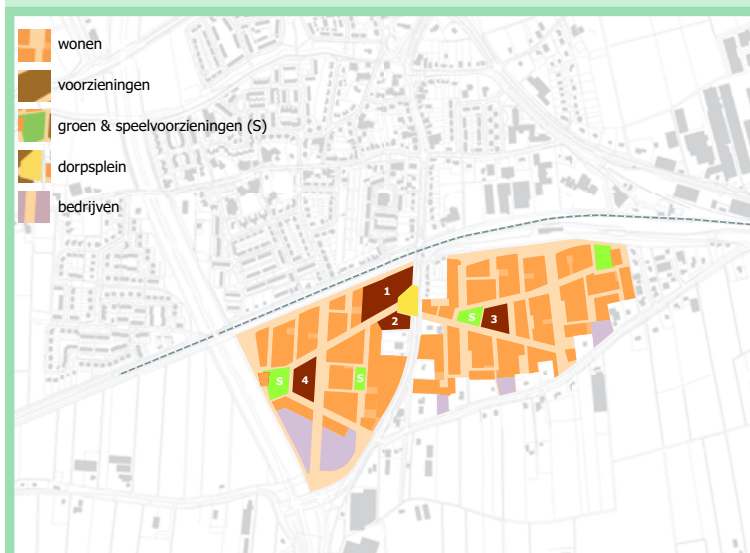 wonen
voorzieningen
groen & speelvoorzieningen (S)
dorpsplein
bedrijven
1
2
S
3
S
4
S